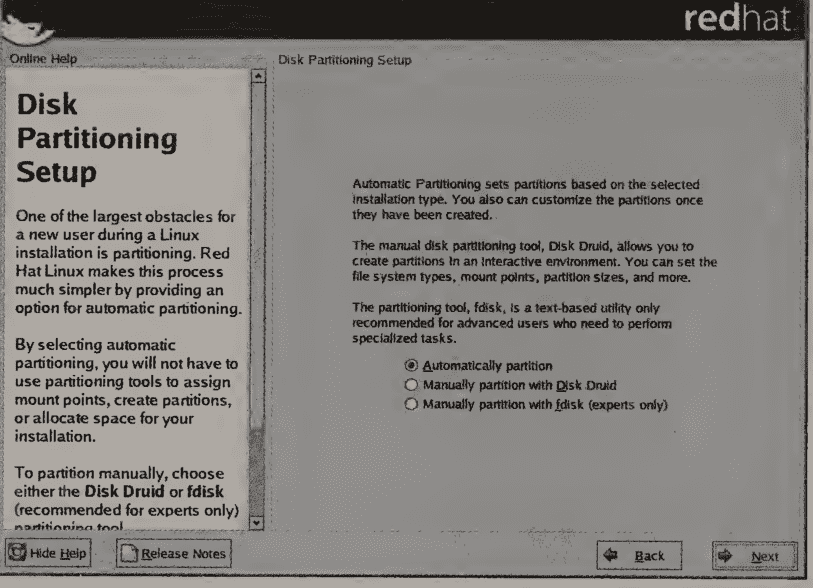 redhat
Online Help
Disk Partitioning Setup
Disk
Partitioning
Setup
One of the largest obstacles for
a new user during a Linux
installation is partitioning. Red
Hat Linux makes this process
much simpler by providing an
option for automatic partitioning.
By selecting automatic
partitioning, you will not have to
use partitioning tools to assign
mount points, create partitions,
or allocate space for your
installation.
To partition manually, choose
either the Disk Druid or fdisk
(recommended for experts only)
partitioning tool.
Automatic Partitioning sets partitions based on the selected
installation type. You also can customize the partitions once
they have been created.
The manual disk partitioning tool, Disk Druid, allows you to
create partitions in an interactive environment. You can set the
file system types, mount points, partition sizes, and more.
The partitioning tool, fdisk, is a text-based utility only
recommended for advanced users who need to perform
specialized tasks.
Automatically partition
Manually partition with Disk Druid
Manually partition with fdisk (experts only)
Hide Help
Release Notes
Back
Next